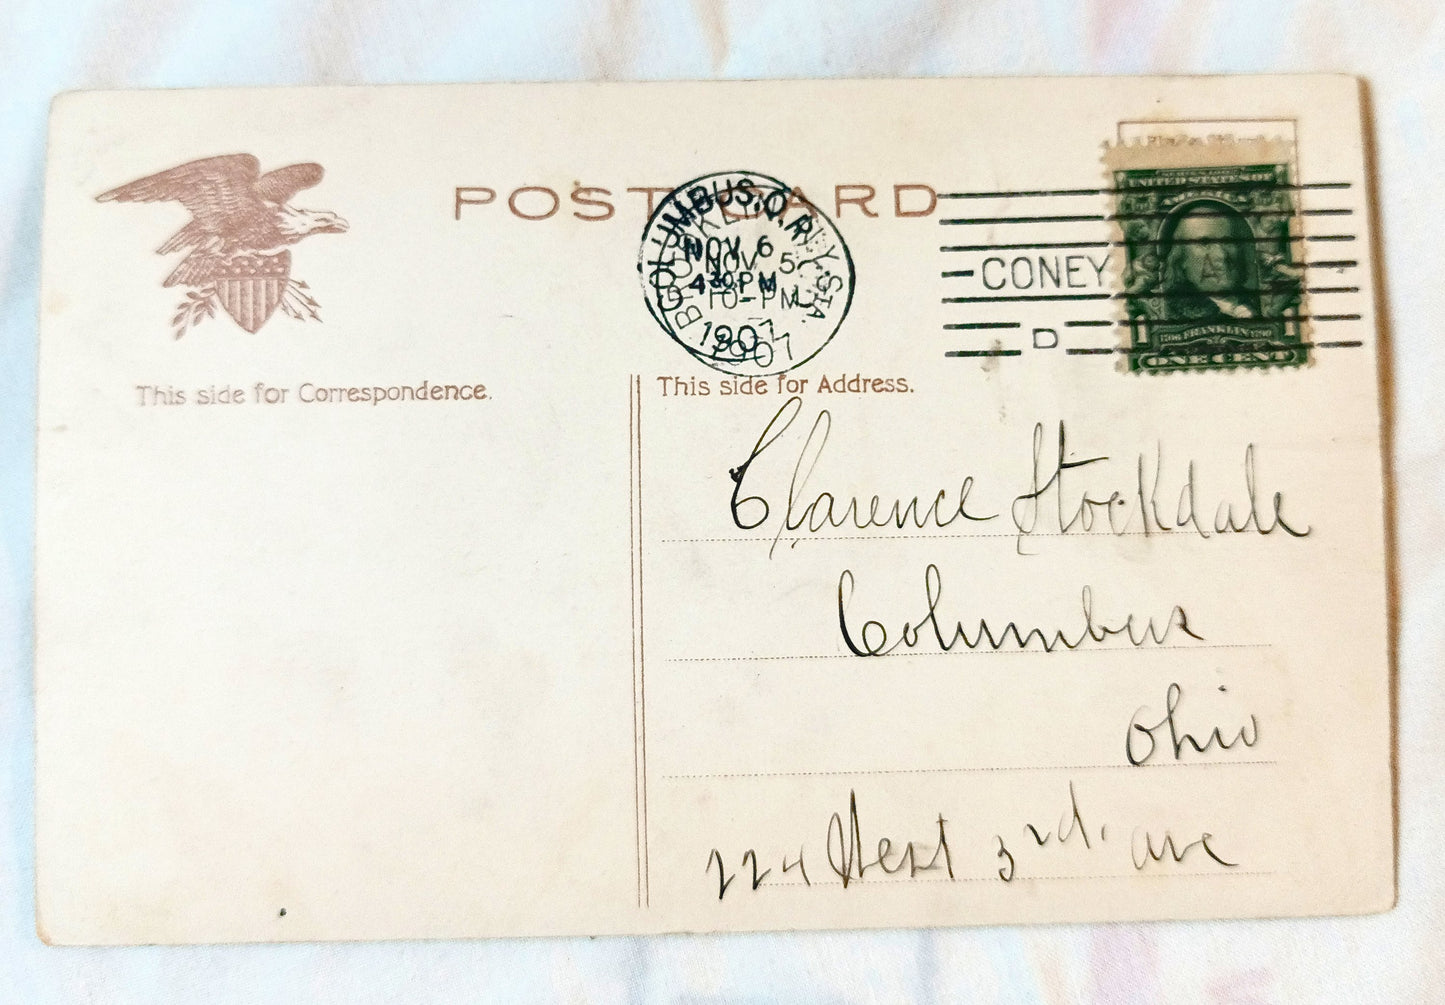 POST CARD
COLUMBUS, O.
NOV 6
4 30 P M
1907
BROOKLYN, N.Y.
NOV 5
10-PM
1907
STA.
CONEY
D
UNITED STATES OF
FRANKLIN
1 1
ONE CENT
This side for Correspondence.
This side for Address.
Clarence Stockdale
Columbus
Ohio
224 West 3rd. ave